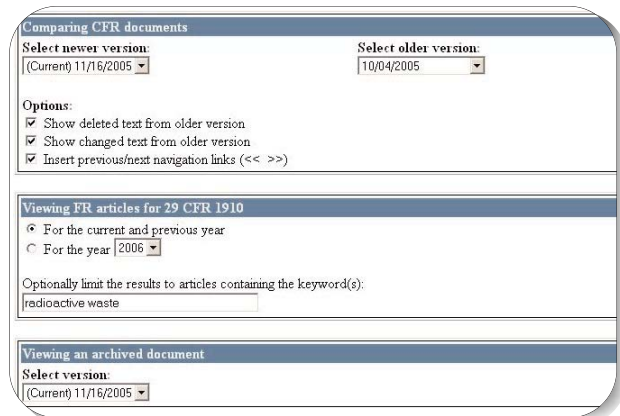 Comparing CFR documents
Select newer version: Select older version:
(Current) 11/16/2005 10/04/2005
Options:
Show deleted text from older version
Show changed text from older version
Insert previous/next navigation links (<< >>)
Viewing FR articles for 29 CFR 1910
For the current and previous year
For the year 2006
Optionally limit the results to articles containing the keyword(s):
radioactive waste
Viewing an archived document
Select version:
(Current) 11/16/2005